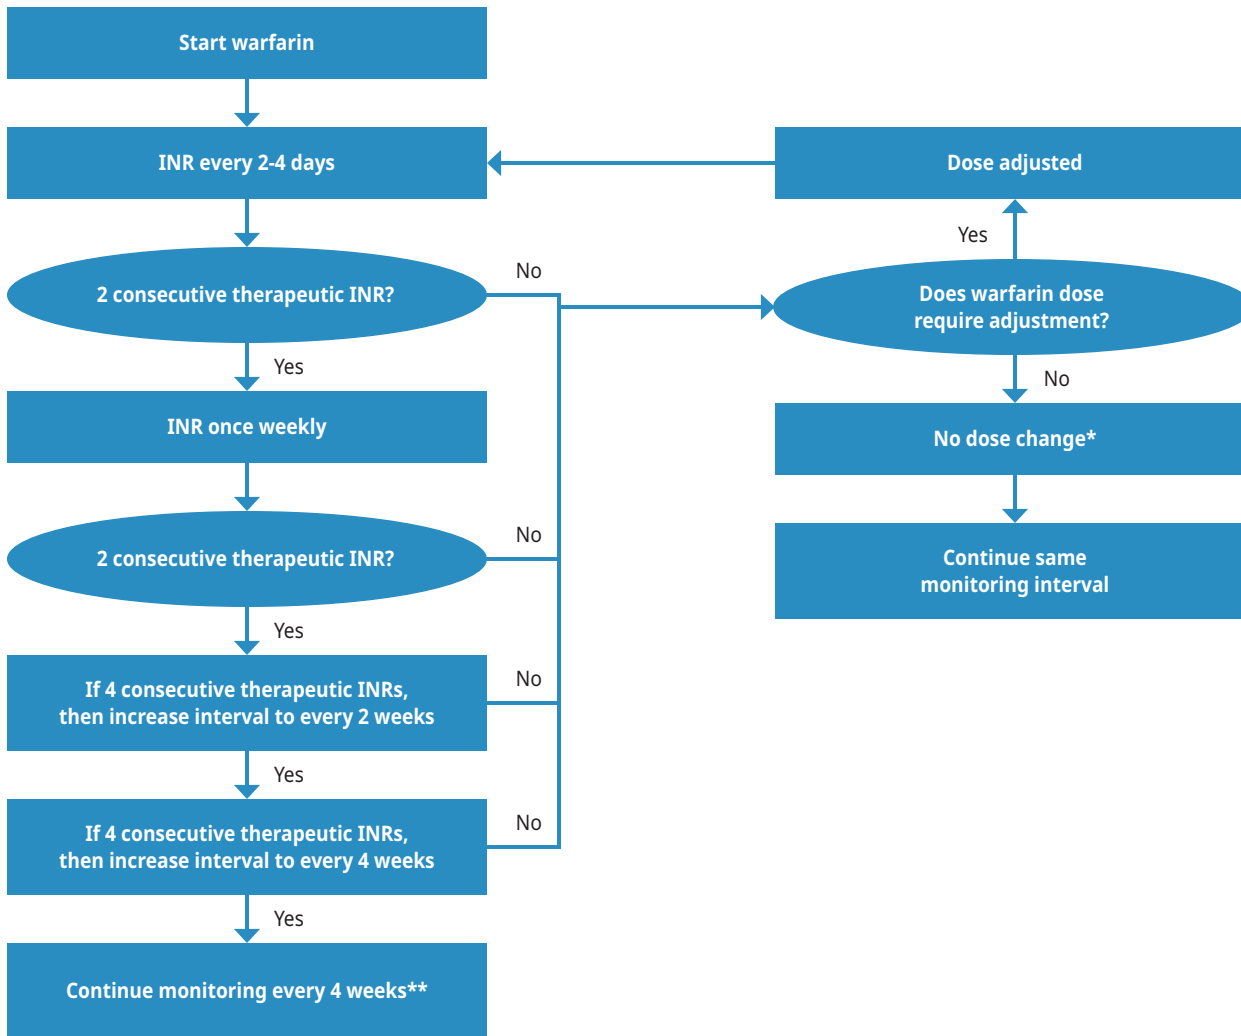 Start warfarin
INR every 2-4 days
Dose adjusted
Yes
2 consecutive therapeutic INR?
No
Does warfarin dose
require adjustment?
Yes
No
INR once weekly
No dose change*
2 consecutive therapeutic INR?
No
Continue same
monitoring interval
Yes
If 4 consecutive therapeutic INRs,
then increase interval to every 2 weeks
No
Yes
If 4 consecutive therapeutic INRs,
then increase interval to every 4 weeks
No
Yes
Continue monitoring every 4 weeks**